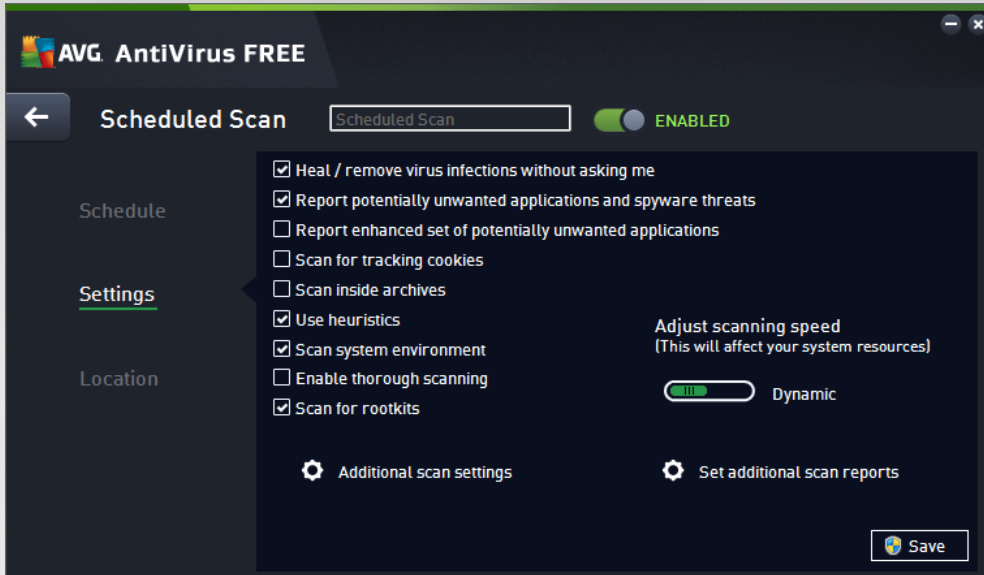 AVG. AntiVirus FREE
Scheduled Scan
Scheduled Scan
ENABLED
Schedule
Settings
Location
Heal / remove virus infections without asking me
Report potentially unwanted applications and spyware threats
Report enhanced set of potentially unwanted applications
Scan for tracking cookies
Scan inside archives
Use heuristics
Scan system environment
Enable thorough scanning
Scan for rootkits
Adjust scanning speed
(This will affect your system resources)
Dynamic
Additional scan settings
Set additional scan reports
Save